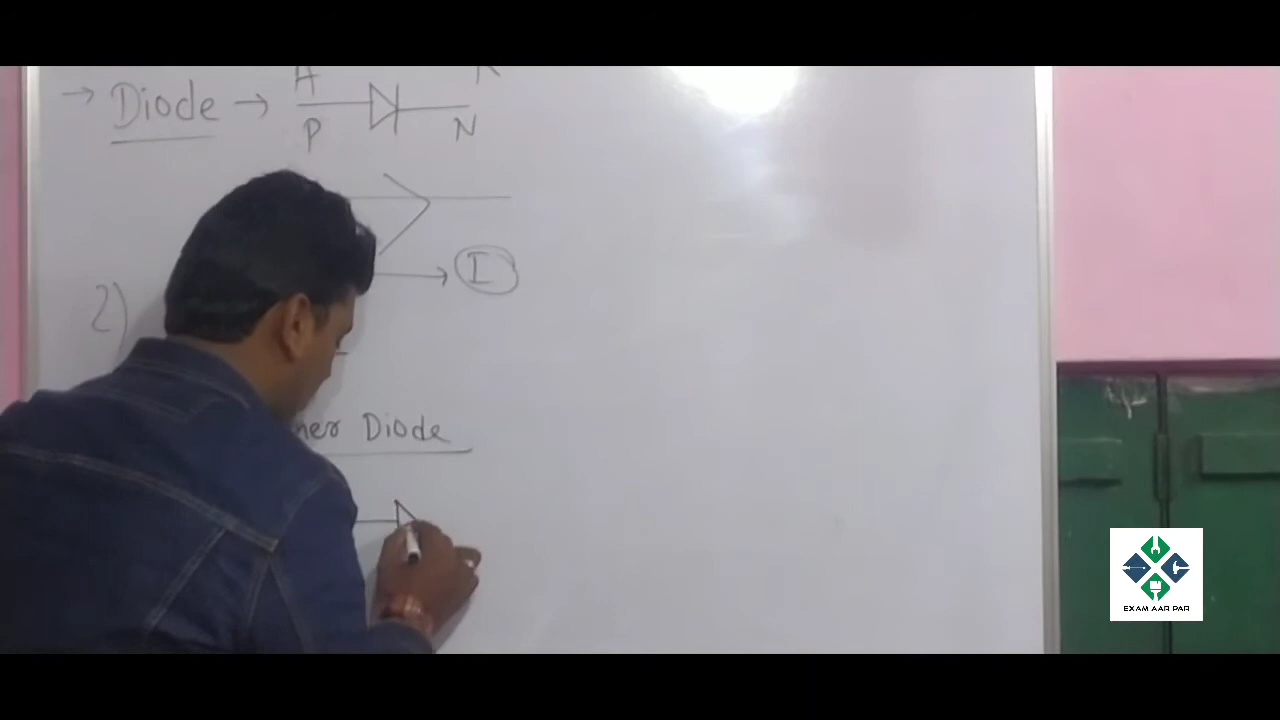 A K
→ Diode →
P N
I
2)
ner Diode
EXAM AAR PAR